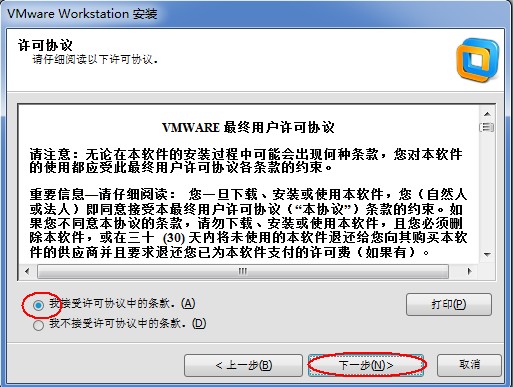 VMware Workstation 安装
许可协议
请仔细阅读以下许可协议。
VMWARE 最终用户许可协议
请注意：无论在本软件的安装过程中可能会出现何种条款，您对本软件
的使用都应受此最终用户许可协议各条款的约束。
重要信息—请仔细阅读： 您一旦下载、安装或使用本软件，您（自然人
或法人）即同意接受本最终用户许可协议（“本协议”）条款的约束。如
果您不同意本协议的条款，请勿下载、安装或使用本软件，且您必须删
除本软件，或在三十 (30) 天内将未使用的本软件退还给您向其购买本软
件的供应商并且要求退还您已为本软件支付的许可费（如果有）。
我接受许可协议中的条款。(A)
打印(P)
我不接受许可协议中的条款。(D)
< 上一步(B)
下一步(N)>
取消